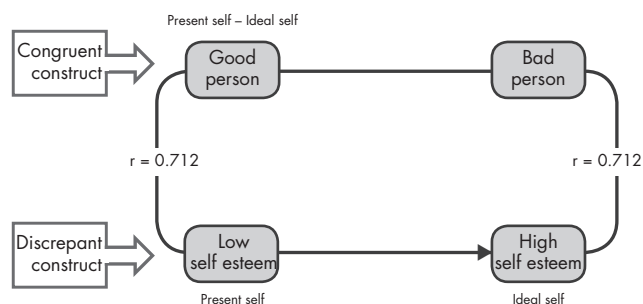 Present self – Ideal self
Congruent
construct
Good
person
Bad
person
r = 0.712
r = 0.712
Discrepant
construct
Low
self esteem
High
self esteem
Present self
Ideal self